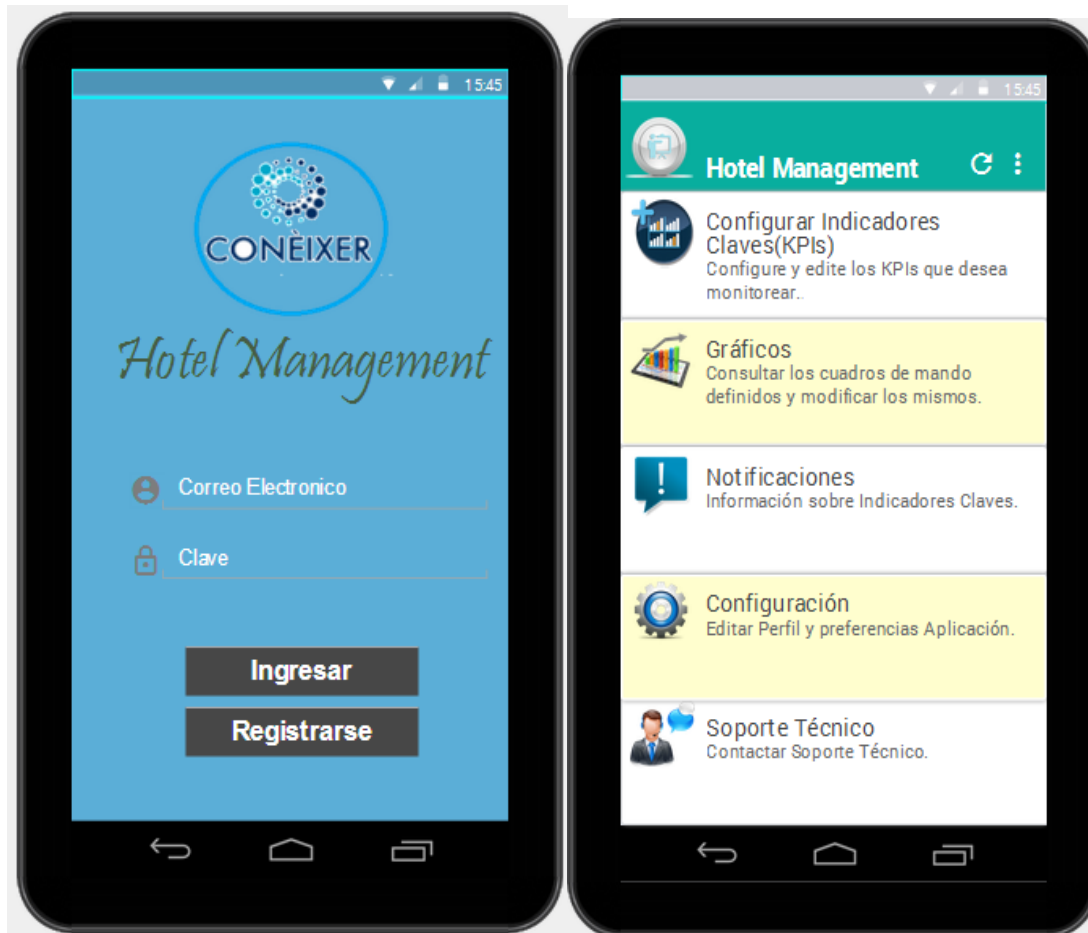 15:45
CONÈIXER
Hotel Management
Correo Electronico
Clave
Ingresar
Registrarse
15:45
Hotel Management
Configurar Indicadores
Claves(KPIs)
Configure y edite los KPIs que desea
monitorear..
Gráficos
Consultar los cuadros de mando
definidos y modificar los mismos.
Notificaciones
Información sobre Indicadores Claves.
Configuración
Editar Perfil y preferencias Aplicación.
Soporte Técnico
Contactar Soporte Técnico.